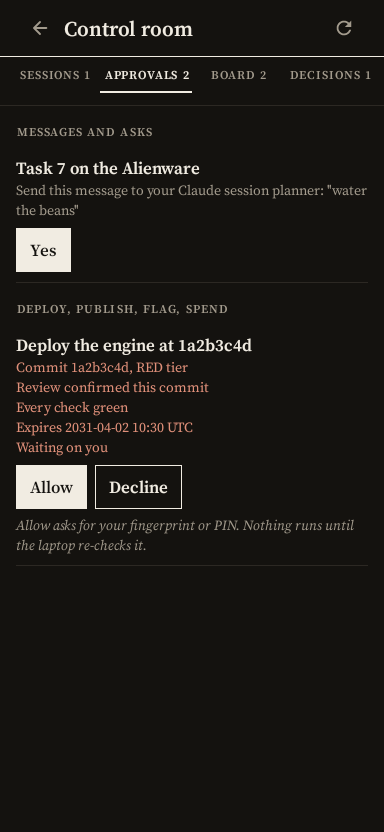 Control room
SESSIONS 1 APPROVALS 2 BOARD 2 DECISIONS 1
MESSAGES AND ASKS
Task 7 on the Alienware
Send this message to your Claude session planner: "water
the beans"
Yes
DEPLOY, PUBLISH, FLAG, SPEND
Deploy the engine at 1a2b3c4d
Commit 1a2b3c4d, RED tier
Review confirmed this commit
Every check green
Expires 2031-04-02 10:30 UTC
Waiting on you
Allow Decline
Allow asks for your fingerprint or PIN. Nothing runs until
the laptop re-checks it.